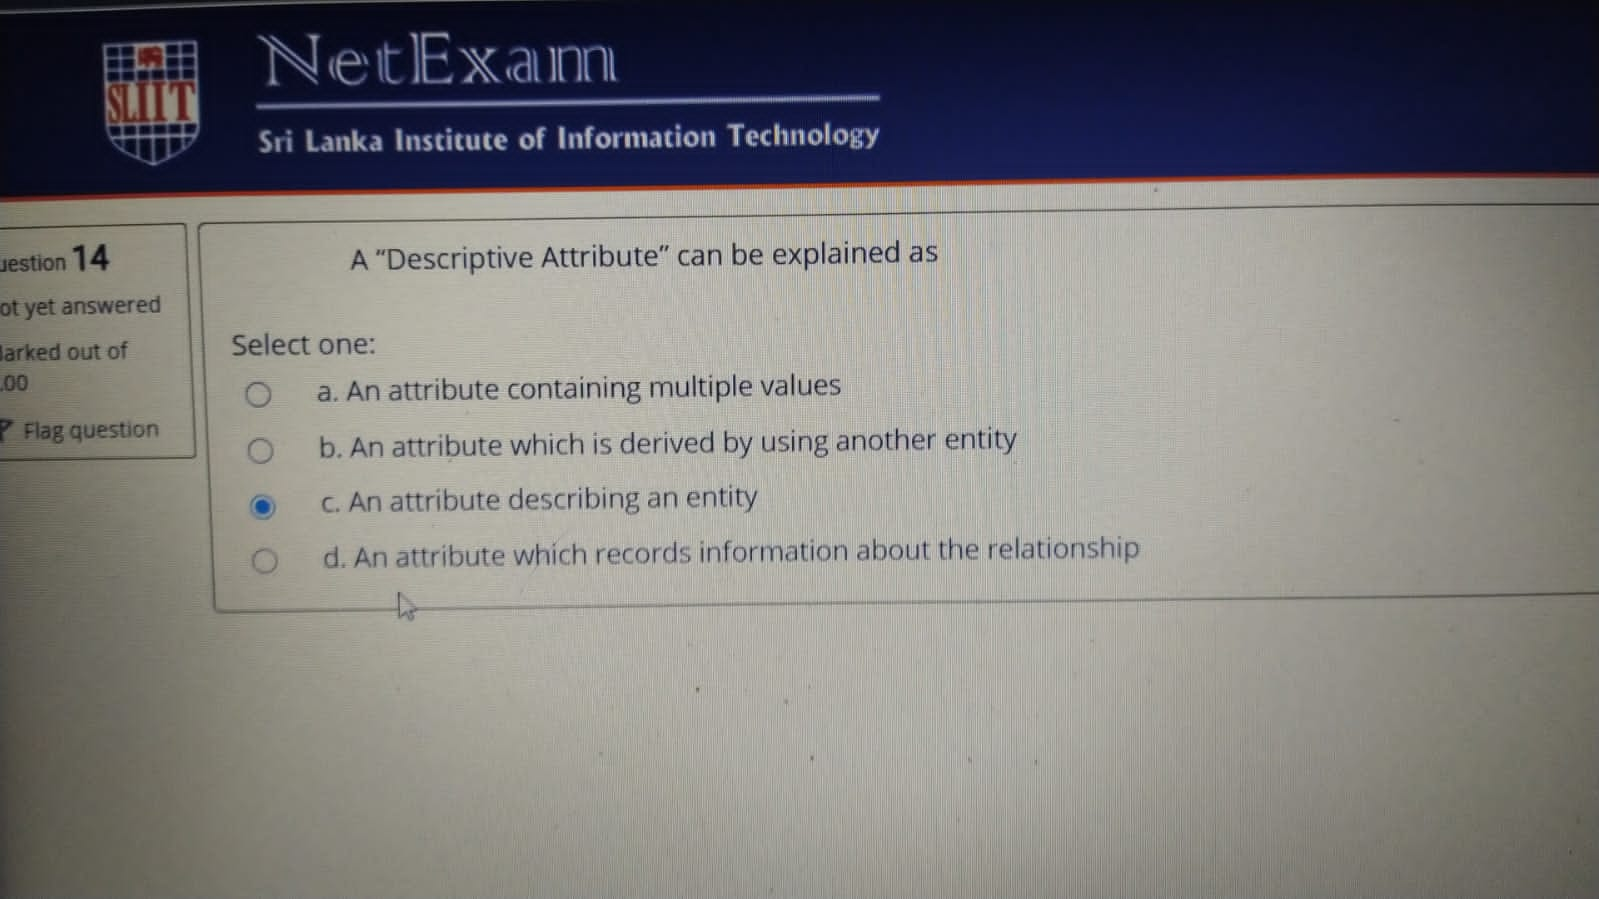 SLIIT
NetExam
Sri Lanka Institute of Information Technology
uestion 14
ot yet answered
arked out of
.00
Flag question
A “Descriptive Attribute” can be explained as
Select one:
a. An attribute containing multiple values
b. An attribute which is derived by using another entity
c. An attribute describing an entity
d. An attribute which records information about the relationship